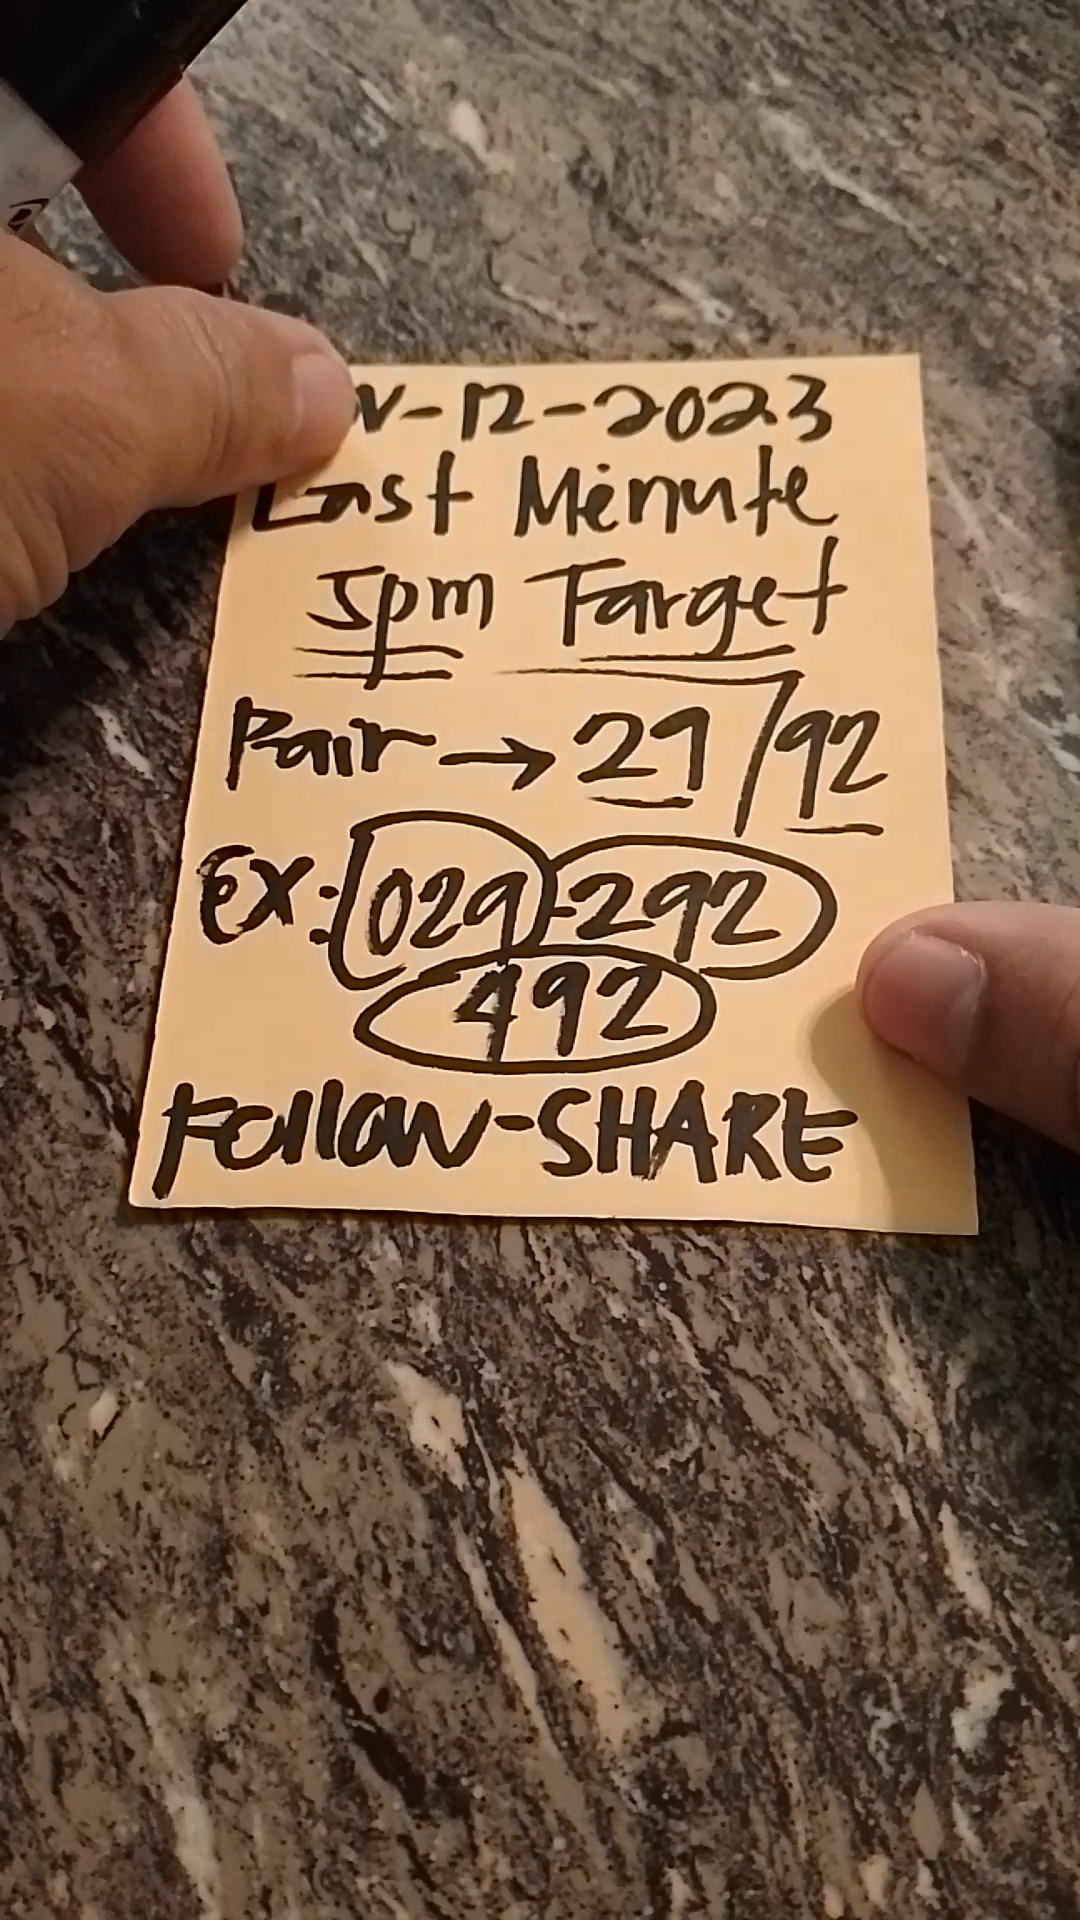 V-12-2023
Last Minute
5pm Target
Pair → 29/92
EX: 029-292
492
FOllOW-SHARE